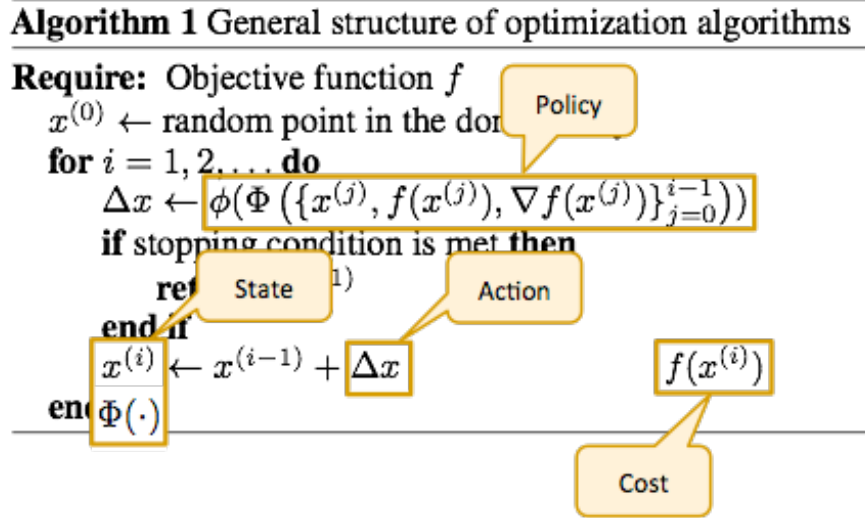 Algorithm 1 General structure of optimization algorithms
Require: Objective function f
Policy
x^(0) ← random point in the
for i = 1, 2, . . . . do
Δx ← φ(Φ ({x^(j), f(x^(j)), ∇f(x^(j))}_{j=0}^{i−1}))
if stopping condition is met then
State
Action
end if
x^(i) ← x^(i−1) + Δx
f(x^(i))
Φ(·)
Cost